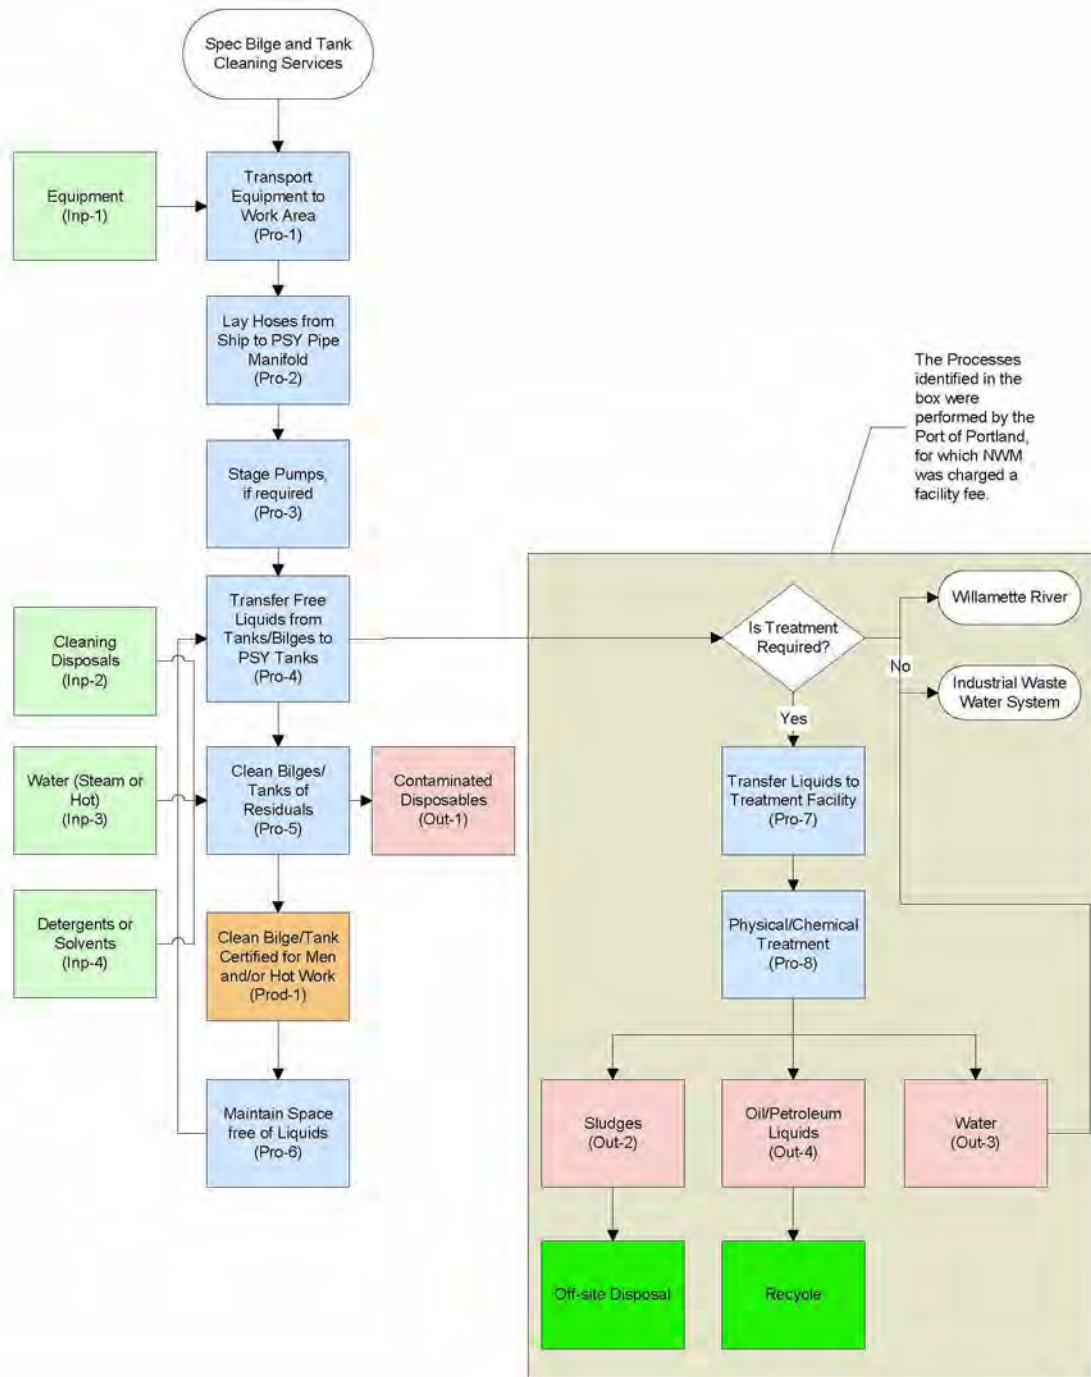 Spec Bilge and Tank
Cleaning Services
Equipment
(Inp-1)
Transport
Equipment to
Work Area
(Pro-1)
Lay Hoses from
Ship to PSY Pipe
Manifold
(Pro-2)
The Processes
identified in the
box were
performed by the
Port of Portland,
for which NWM
was charged a
facility fee.
Stage Pumps,
if required
(Pro-3)
Cleaning
Disposals
(Inp-2)
Transfer Free
Liquids from
Tanks/Bilges to
PSY Tanks
(Pro-4)
Is Treatment
Required?
Willamette River
No
Industrial Waste
Water System
Yes
Water (Steam or
Hot)
(Inp-3)
Clean Bilges/
Tanks of
Residuals
(Pro-5)
Contaminated
Disposables
(Out-1)
Transfer Liquids to
Treatment Facility
(Pro-7)
Detergents or
Solvents
(Inp-4)
Clean Bilge/Tank
Certified for Men
and/or Hot Work
(Prod-1)
Physical/Chemical
Treatment
(Pro-8)
Maintain Space
free of Liquids
(Pro-6)
Sludges
(Out-2)
Oil/Petroleum
Liquids
(Out-4)
Water
(Out-3)
Off-site Disposal
Recycle